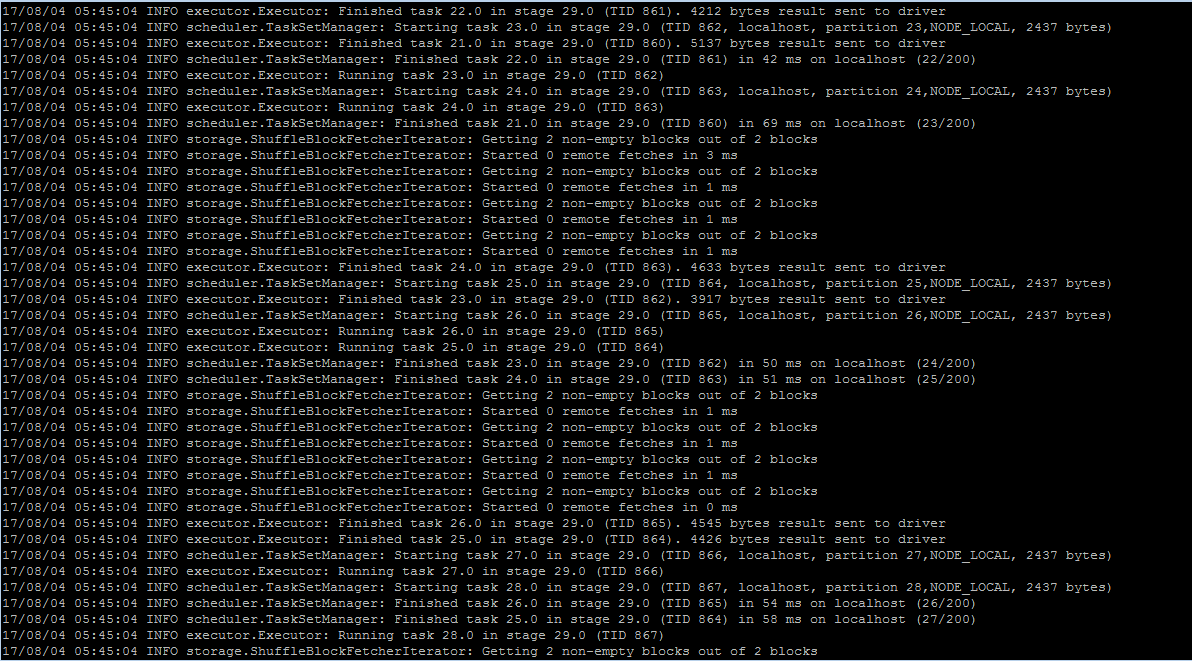 17/08/04 05:45:04 INFO executor.Executor: Finished task 22.0 in stage 29.0 (TID 861). 4212 bytes result sent to driver
17/08/04 05:45:04 INFO scheduler.TaskSetManager: Starting task 23.0 in stage 29.0 (TID 862, localhost, partition 23,NODE_LOCAL, 2437 bytes)
17/08/04 05:45:04 INFO executor.Executor: Finished task 21.0 in stage 29.0 (TID 860). 5137 bytes result sent to driver
17/08/04 05:45:04 INFO scheduler.TaskSetManager: Finished task 22.0 in stage 29.0 (TID 861) in 42 ms on localhost (22/200)
17/08/04 05:45:04 INFO executor.Executor: Running task 23.0 in stage 29.0 (TID 862)
17/08/04 05:45:04 INFO scheduler.TaskSetManager: Starting task 24.0 in stage 29.0 (TID 863, localhost, partition 24,NODE_LOCAL, 2437 bytes)
17/08/04 05:45:04 INFO executor.Executor: Running task 24.0 in stage 29.0 (TID 863)
17/08/04 05:45:04 INFO scheduler.TaskSetManager: Finished task 21.0 in stage 29.0 (TID 860) in 69 ms on localhost (23/200)
17/08/04 05:45:04 INFO storage.ShuffleBlockFetcherIterator: Getting 2 non-empty blocks out of 2 blocks
17/08/04 05:45:04 INFO storage.ShuffleBlockFetcherIterator: Started 0 remote fetches in 3 ms
17/08/04 05:45:04 INFO storage.ShuffleBlockFetcherIterator: Getting 2 non-empty blocks out of 2 blocks
17/08/04 05:45:04 INFO storage.ShuffleBlockFetcherIterator: Started 0 remote fetches in 1 ms
17/08/04 05:45:04 INFO storage.ShuffleBlockFetcherIterator: Getting 2 non-empty blocks out of 2 blocks
17/08/04 05:45:04 INFO storage.ShuffleBlockFetcherIterator: Started 0 remote fetches in 1 ms
17/08/04 05:45:04 INFO storage.ShuffleBlockFetcherIterator: Getting 2 non-empty blocks out of 2 blocks
17/08/04 05:45:04 INFO storage.ShuffleBlockFetcherIterator: Started 0 remote fetches in 1 ms
17/08/04 05:45:04 INFO executor.Executor: Finished task 24.0 in stage 29.0 (TID 863). 4633 bytes result sent to driver
17/08/04 05:45:04 INFO scheduler.TaskSetManager: Starting task 25.0 in stage 29.0 (TID 864, localhost, partition 25,NODE_LOCAL, 2437 bytes)
17/08/04 05:45:04 INFO executor.Executor: Finished task 23.0 in stage 29.0 (TID 862). 3917 bytes result sent to driver
17/08/04 05:45:04 INFO scheduler.TaskSetManager: Starting task 26.0 in stage 29.0 (TID 865, localhost, partition 26,NODE_LOCAL, 2437 bytes)
17/08/04 05:45:04 INFO executor.Executor: Running task 26.0 in stage 29.0 (TID 865)
17/08/04 05:45:04 INFO executor.Executor: Running task 25.0 in stage 29.0 (TID 864)
17/08/04 05:45:04 INFO scheduler.TaskSetManager: Finished task 23.0 in stage 29.0 (TID 862) in 50 ms on localhost (24/200)
17/08/04 05:45:04 INFO scheduler.TaskSetManager: Finished task 24.0 in stage 29.0 (TID 863) in 51 ms on localhost (25/200)
17/08/04 05:45:04 INFO storage.ShuffleBlockFetcherIterator: Getting 2 non-empty blocks out of 2 blocks
17/08/04 05:45:04 INFO storage.ShuffleBlockFetcherIterator: Started 0 remote fetches in 1 ms
17/08/04 05:45:04 INFO storage.ShuffleBlockFetcherIterator: Getting 2 non-empty blocks out of 2 blocks
17/08/04 05:45:04 INFO storage.ShuffleBlockFetcherIterator: Started 0 remote fetches in 1 ms
17/08/04 05:45:04 INFO storage.ShuffleBlockFetcherIterator: Getting 2 non-empty blocks out of 2 blocks
17/08/04 05:45:04 INFO storage.ShuffleBlockFetcherIterator: Started 0 remote fetches in 1 ms
17/08/04 05:45:04 INFO storage.ShuffleBlockFetcherIterator: Getting 2 non-empty blocks out of 2 blocks
17/08/04 05:45:04 INFO storage.ShuffleBlockFetcherIterator: Started 0 remote fetches in 0 ms
17/08/04 05:45:04 INFO executor.Executor: Finished task 26.0 in stage 29.0 (TID 865). 4545 bytes result sent to driver
17/08/04 05:45:04 INFO executor.Executor: Finished task 25.0 in stage 29.0 (TID 864). 4426 bytes result sent to driver
17/08/04 05:45:04 INFO scheduler.TaskSetManager: Starting task 27.0 in stage 29.0 (TID 866, localhost, partition 27,NODE_LOCAL, 2437 bytes)
17/08/04 05:45:04 INFO executor.Executor: Running task 27.0 in stage 29.0 (TID 866)
17/08/04 05:45:04 INFO scheduler.TaskSetManager: Starting task 28.0 in stage 29.0 (TID 867, localhost, partition 28,NODE_LOCAL, 2437 bytes)
17/08/04 05:45:04 INFO scheduler.TaskSetManager: Finished task 26.0 in stage 29.0 (TID 865) in 54 ms on localhost (26/200)
17/08/04 05:45:04 INFO scheduler.TaskSetManager: Finished task 25.0 in stage 29.0 (TID 864) in 58 ms on localhost (27/200)
17/08/04 05:45:04 INFO executor.Executor: Running task 28.0 in stage 29.0 (TID 867)
17/08/04 05:45:04 INFO storage.ShuffleBlockFetcherIterator: Getting 2 non-empty blocks out of 2 blocks